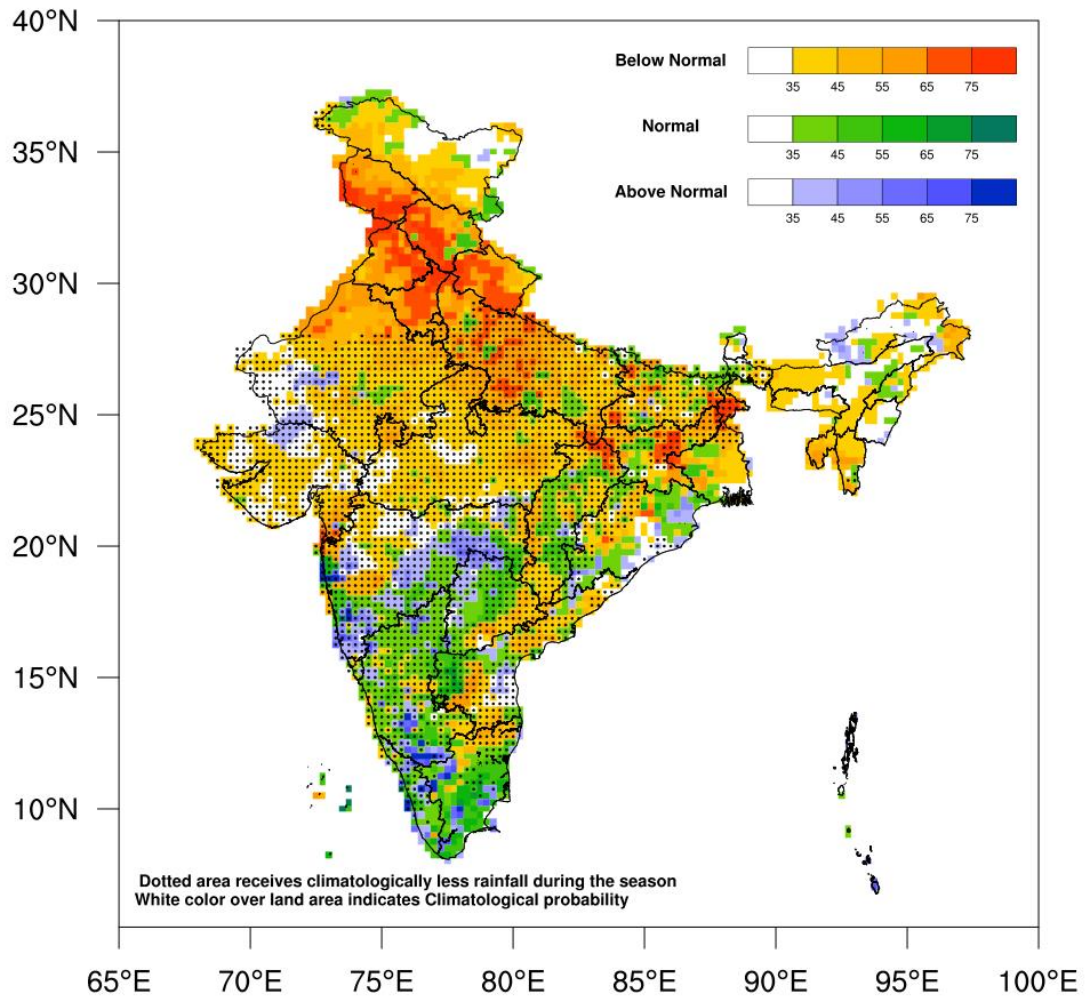 40°N
Below Normal
35 45 55 65 75
Normal
35 45 55 65 75
35°N
Above Normal
35 45 55 65 75
30°N
25°N
20°N
15°N
10°N
Dotted area receives climatologically less rainfall during the season
White color over land area indicates Climatological probability
65°E 70°E 75°E 80°E 85°E 90°E 95°E 100°E